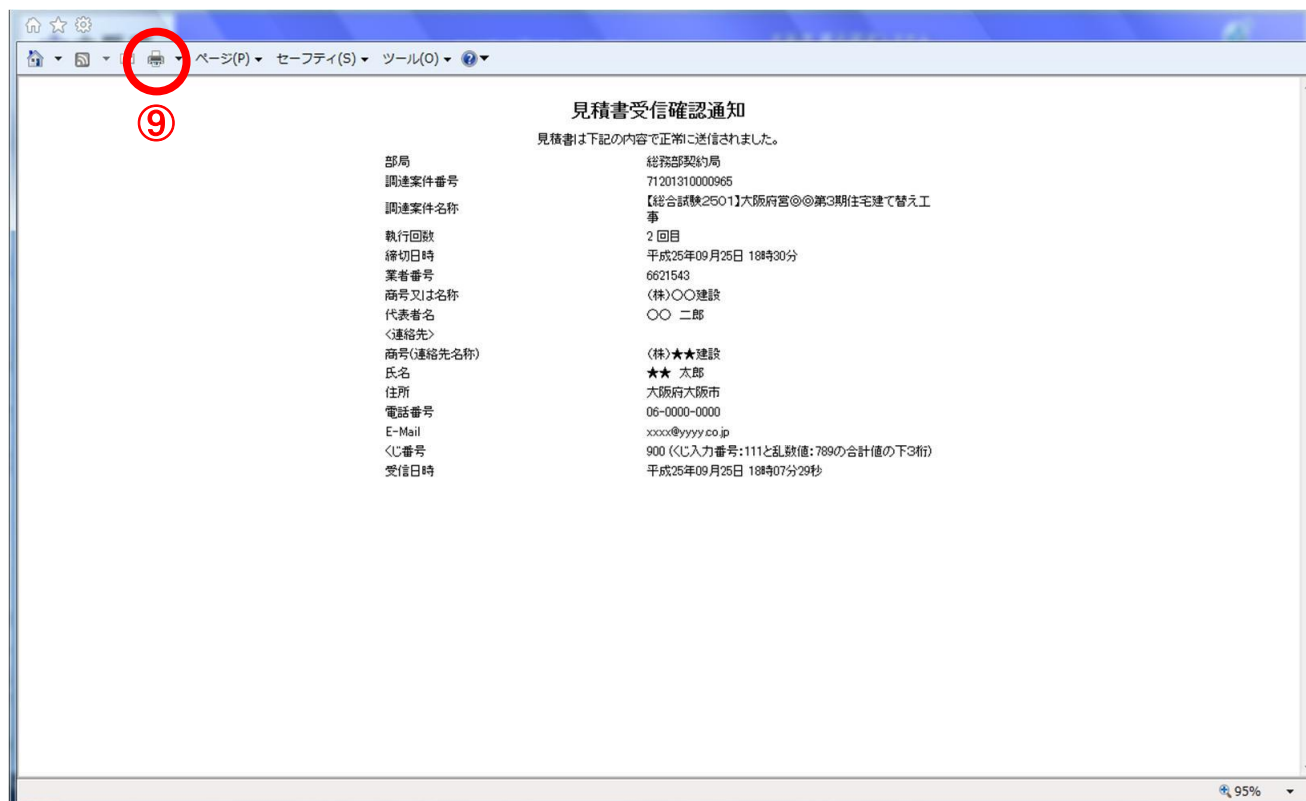 ページ(P) セーフティ(S) ツール(O)
⑨
見積書受信確認通知
見積書は下記の内容で正常に送信されました。
部局 総務部契約局
調達案件番号 71201310000965
調達案件名称 【総合試験2501】大阪府営◎◎第3期住宅建て替え工
事
執行回数 2 回目
締切日時 平成25年09月25日 18時30分
業者番号 6621543
商号又は名称 (株)〇〇建設
代表者名 〇〇 二郎
<連絡先>
商号(連絡先名称) (株)★★建設
氏名 ★★ 太郎
住所 大阪府大阪市
電話番号 06-0000-0000
E-Mail xxxx@yyyy.co.jp
くじ番号 900 (くじ入力番号:111と乱数値:789の合計値の下3桁)
受信日時 平成25年09月25日 18時07分29秒
95%